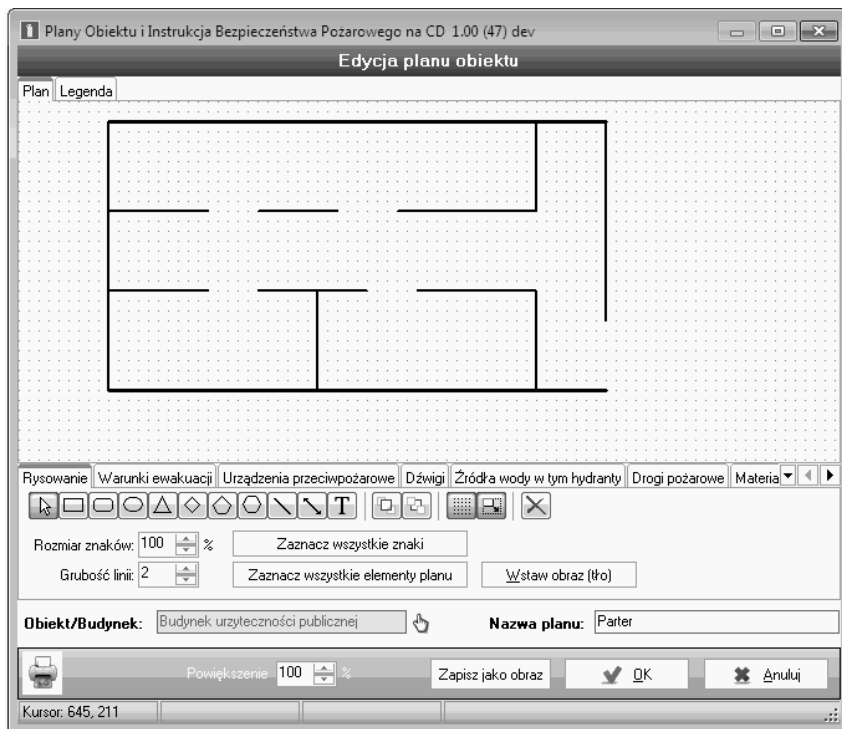 Plany Obiektu i Instrukcja Bezpieczeństwa Pożarowego na CD 1.00 (47) dev
Edycja planu obiektu
Plan Legenda
Rysowanie Warunki ewakuacji Urządzenia przeciwpożarowe Dźwigi Źródła wody w tym hydranty Drogi pożarowe Materia
T
Rozmiar znaków: 100 % Zaznacz wszystkie znaki
Grubość linii: 2 Zaznacz wszystkie elementy planu Wstaw obraz (tło)
Obiekt/Budynek: Budynek urzyteczności publicznej Nazwa planu: Parter
Powiększenie 100 % Zapisz jako obraz OK Anuluj
Kursor: 645, 211